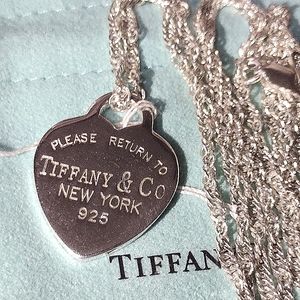 PLEASE RETURN TO
TIFFANY & CO
NEW YORK
925
TIFFAN